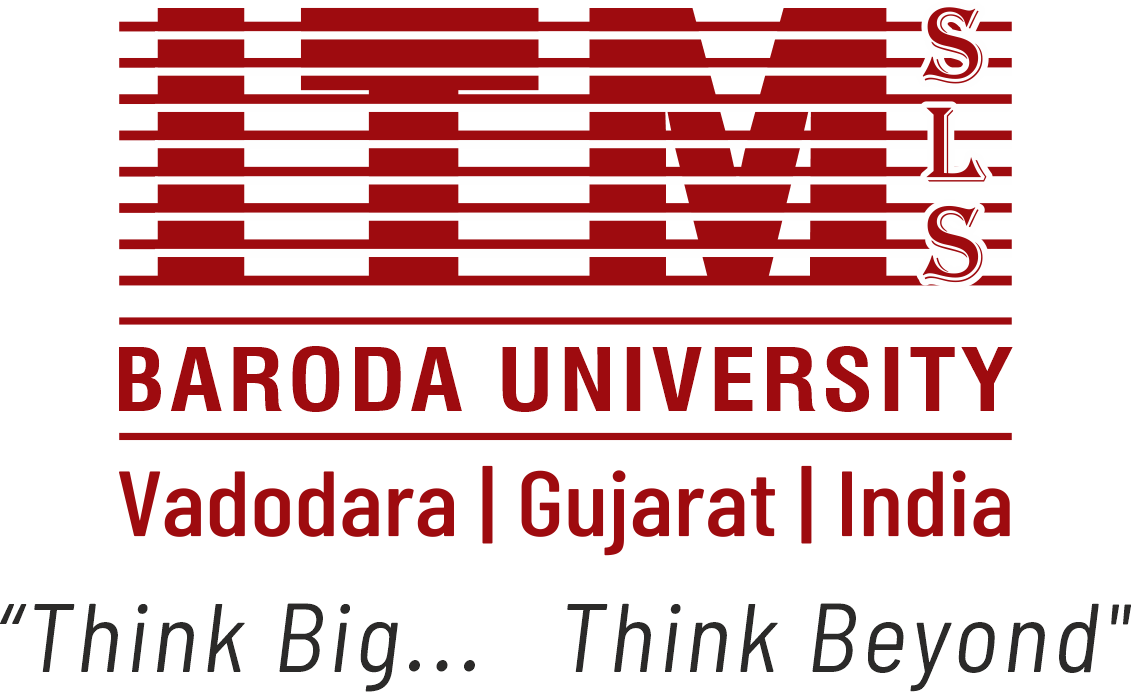 ITM SLS
BARODA UNIVERSITY
Vadodara | Gujarat | India
“Think Big... Think Beyond"